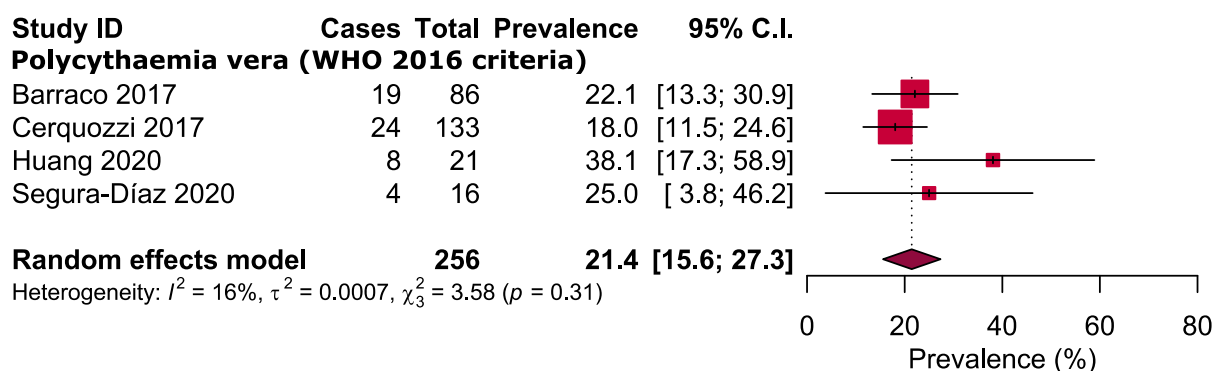 Study ID Cases Total Prevalence 95% C.I.
Polycythaemia vera (WHO 2016 criteria)
Barraco 2017 19 86 22.1 [13.3; 30.9]
Cerquozzi 2017 24 133 18.0 [11.5; 24.6]
Huang 2020 8 21 38.1 [17.3; 58.9]
Segura-Díaz 2020 4 16 25.0 [ 3.8; 46.2]
Random effects model 256 21.4 [15.6; 27.3]
Heterogeneity: I² = 16%, τ² = 0.0007, χ²₃ = 3.58 (p = 0.31)
0 20 40 60 80
Prevalence (%)